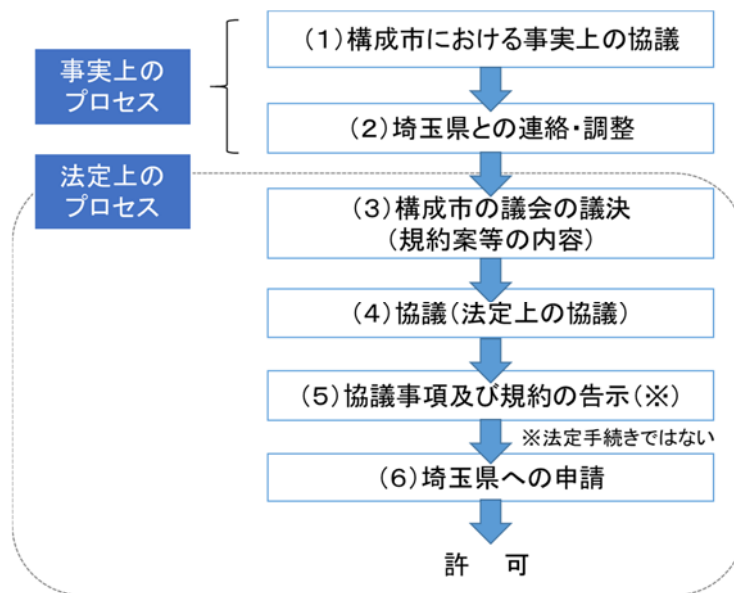 (1)構成市における事実上の協議
事実上の
プロセス
(2)埼玉県との連絡・調整
法定上の
プロセス
(3)構成市の議会の議決
(規約案等の内容)
(4)協議(法定上の協議)
(5)協議事項及び規約の告示(※)
※法定手続きではない
(6)埼玉県への申請
許　可